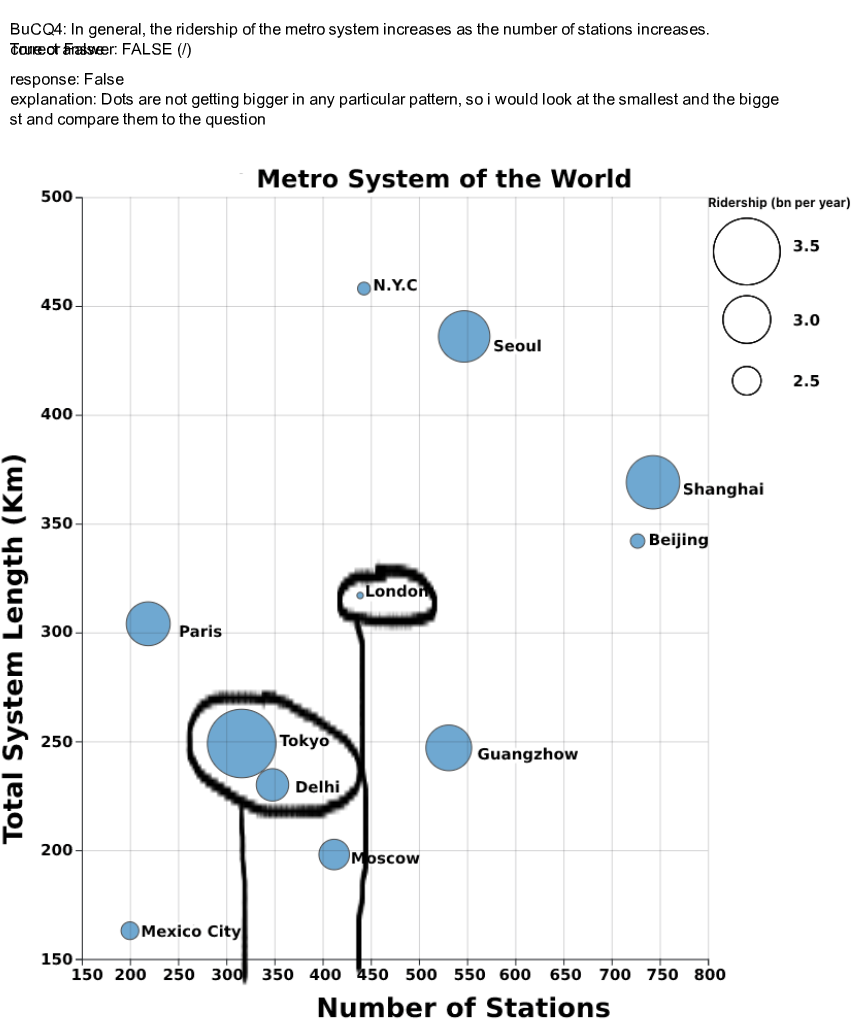 BuCQ4: In general, the ridership of the metro system increases as the number of stations increases.
True or False
correct answer: FALSE (/)
response: False
explanation: Dots are not getting bigger in any particular pattern, so i would look at the smallest and the bigge
st and compare them to the question
Metro System of the World
Ridership (bn per year)
3.5
3.0
2.5
500
450
400
350
300
250
200
150
Total System Length (Km)
N.Y.C
Seoul
Shanghai
Beijing
London
Paris
Tokyo
Guangzhow
Delhi
Moscow
Mexico City
150 200 250 300 350 400 450 500 550 600 650 700 750 800
Number of Stations